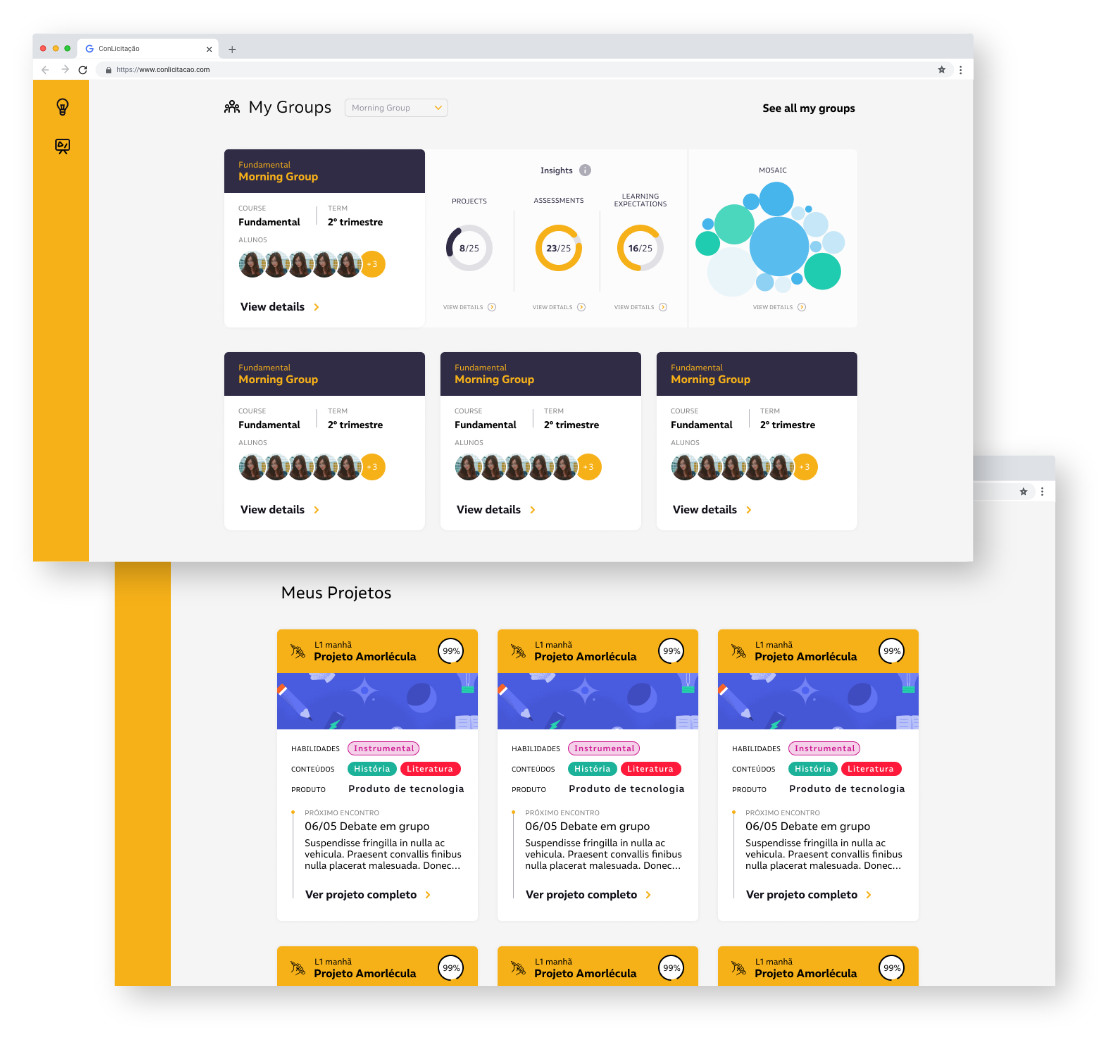 ConLicitação
https://www.conlicitacao.com
My Groups
Morning Group
See all my groups
Fundamental
Morning Group
COURSE
TERM
Fundamental
2º trimestre
ALUNOS
+3
View details
Insights
i
PROJECTS
ASSESSMENTS
LEARNING
EXPECTATIONS
8/25
23/25
16/25
VIEW DETAILS
VIEW DETAILS
VIEW DETAILS
MOSAIC
VIEW DETAILS
Fundamental
Morning Group
COURSE
TERM
Fundamental
2º trimestre
ALUNOS
+3
View details
Fundamental
Morning Group
COURSE
TERM
Fundamental
2º trimestre
ALUNOS
+3
View details
Fundamental
Morning Group
COURSE
TERM
Fundamental
2º trimestre
ALUNOS
+3
View details
Meus Projetos
L1 manhã
Projeto Amorlécula
99%
HABILIDADES
Instrumental
CONTEÚDOS
História
Literatura
PRODUTO
Produto de tecnologia
PRÓXIMO ENCONTRO
06/05 Debate em grupo
Suspendisse fringilla in nulla ac
vehicula. Praesent convallis finibus
nulla placerat malesuada. Donec...
Ver projeto completo
L1 manhã
Projeto Amorlécula
99%
HABILIDADES
Instrumental
CONTEÚDOS
História
Literatura
PRODUTO
Produto de tecnologia
PRÓXIMO ENCONTRO
06/05 Debate em grupo
Suspendisse fringilla in nulla ac
vehicula. Praesent convallis finibus
nulla placerat malesuada. Donec...
Ver projeto completo
L1 manhã
Projeto Amorlécula
99%
HABILIDADES
Instrumental
CONTEÚDOS
História
Literatura
PRODUTO
Produto de tecnologia
PRÓXIMO ENCONTRO
06/05 Debate em grupo
Suspendisse fringilla in nulla ac
vehicula. Praesent convallis finibus
nulla placerat malesuada. Donec...
Ver projeto completo
L1 manhã
Projeto Amorlécula
99%
L1 manhã
Projeto Amorlécula
99%
L1 manhã
Projeto Amorlécula
99%